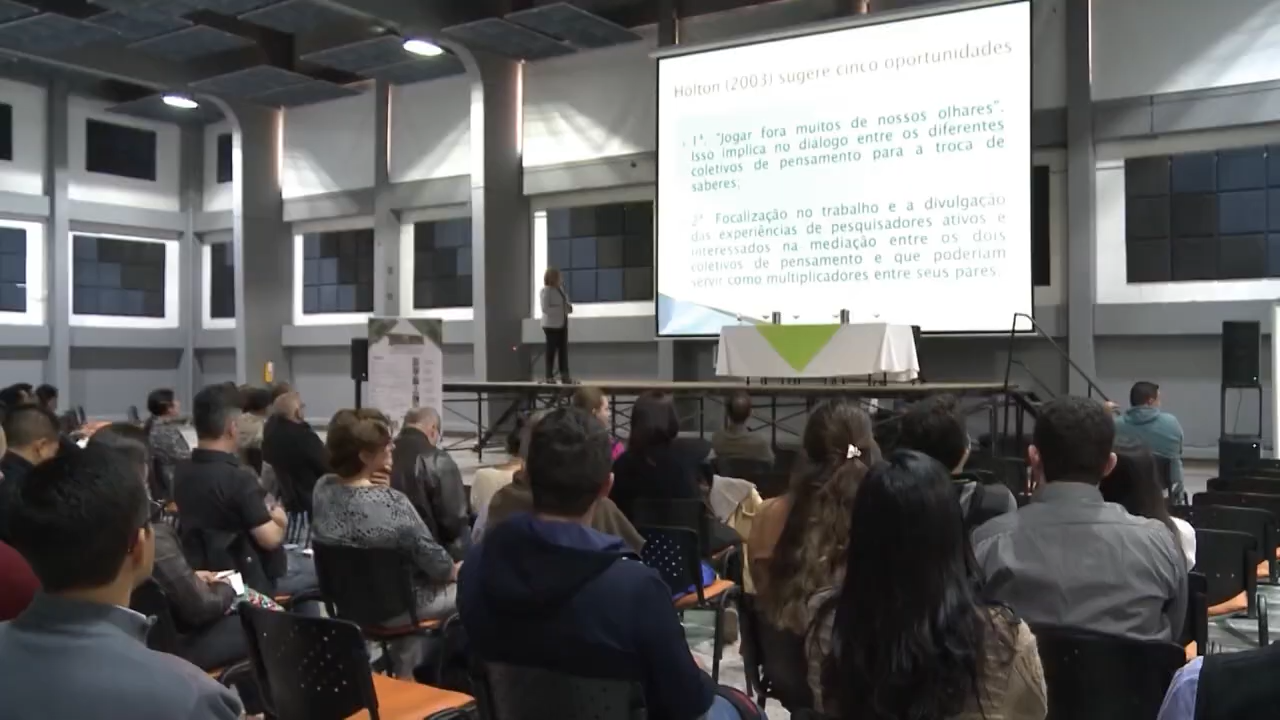 Holton (2003) sugere cinco oportunidades
1ª. "Jogar fora muitos de nossos olhares".
Isso implica no diálogo entre os diferentes
coletivos de pensamento para a troca de
saberes;
2ª Focalização no trabalho e a divulgação
das experiências de pesquisadores ativos e
interessados na mediação entre os dois
coletivos de pensamento e que poderiam
servir como multiplicadores entre seus pares.